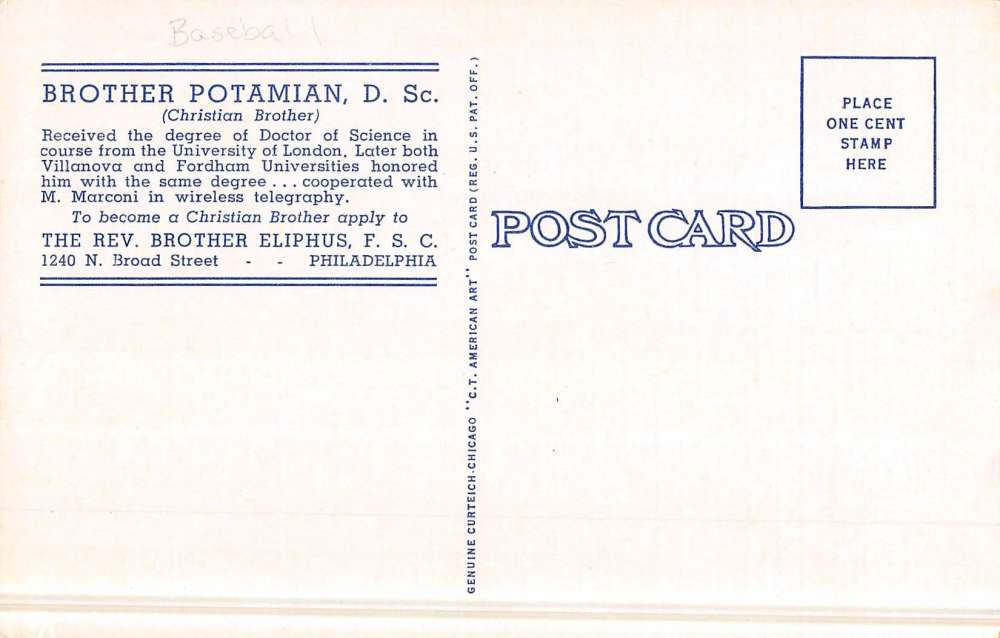 Baseball
BROTHER POTAMIAN, D. Sc.
(Christian Brother)
Received the degree of Doctor of Science in
course from the University of London. Later both
Villanova and Fordham Universities honored
him with the same degree . . . cooperated with
M. Marconi in wireless telegraphy.
To become a Christian Brother apply to
THE REV. BROTHER ELIPHUS, F. S. C.
1240 N. Broad Street - - PHILADELPHIA
GENUINE CURTEICH-CHICAGO "C.T. AMERICAN ART" POST CARD (REG. U.S. PAT. OFF.)
POST CARD
PLACE
ONE CENT
STAMP
HERE